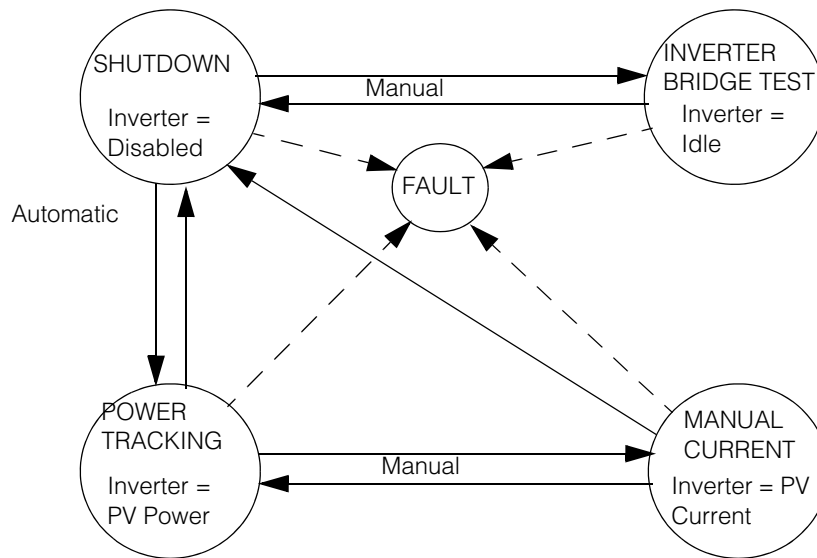 SHUTDOWN
Inverter =
Disabled
Manual
INVERTER
BRIDGE TEST
Inverter =
Idle
FAULT
Automatic
POWER
TRACKING
Inverter =
PV Power
Manual
MANUAL
CURRENT
Inverter = PV
Current